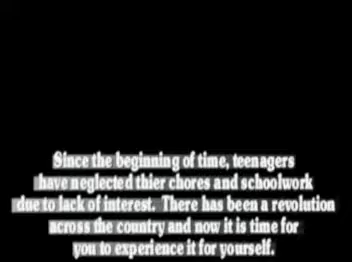 Since the beginning of time, teenagers
have neglected thier chores and schoolwork
due to lack of interest. There has been a revolution
across the country and now it is time for
you to experience it for yourself.